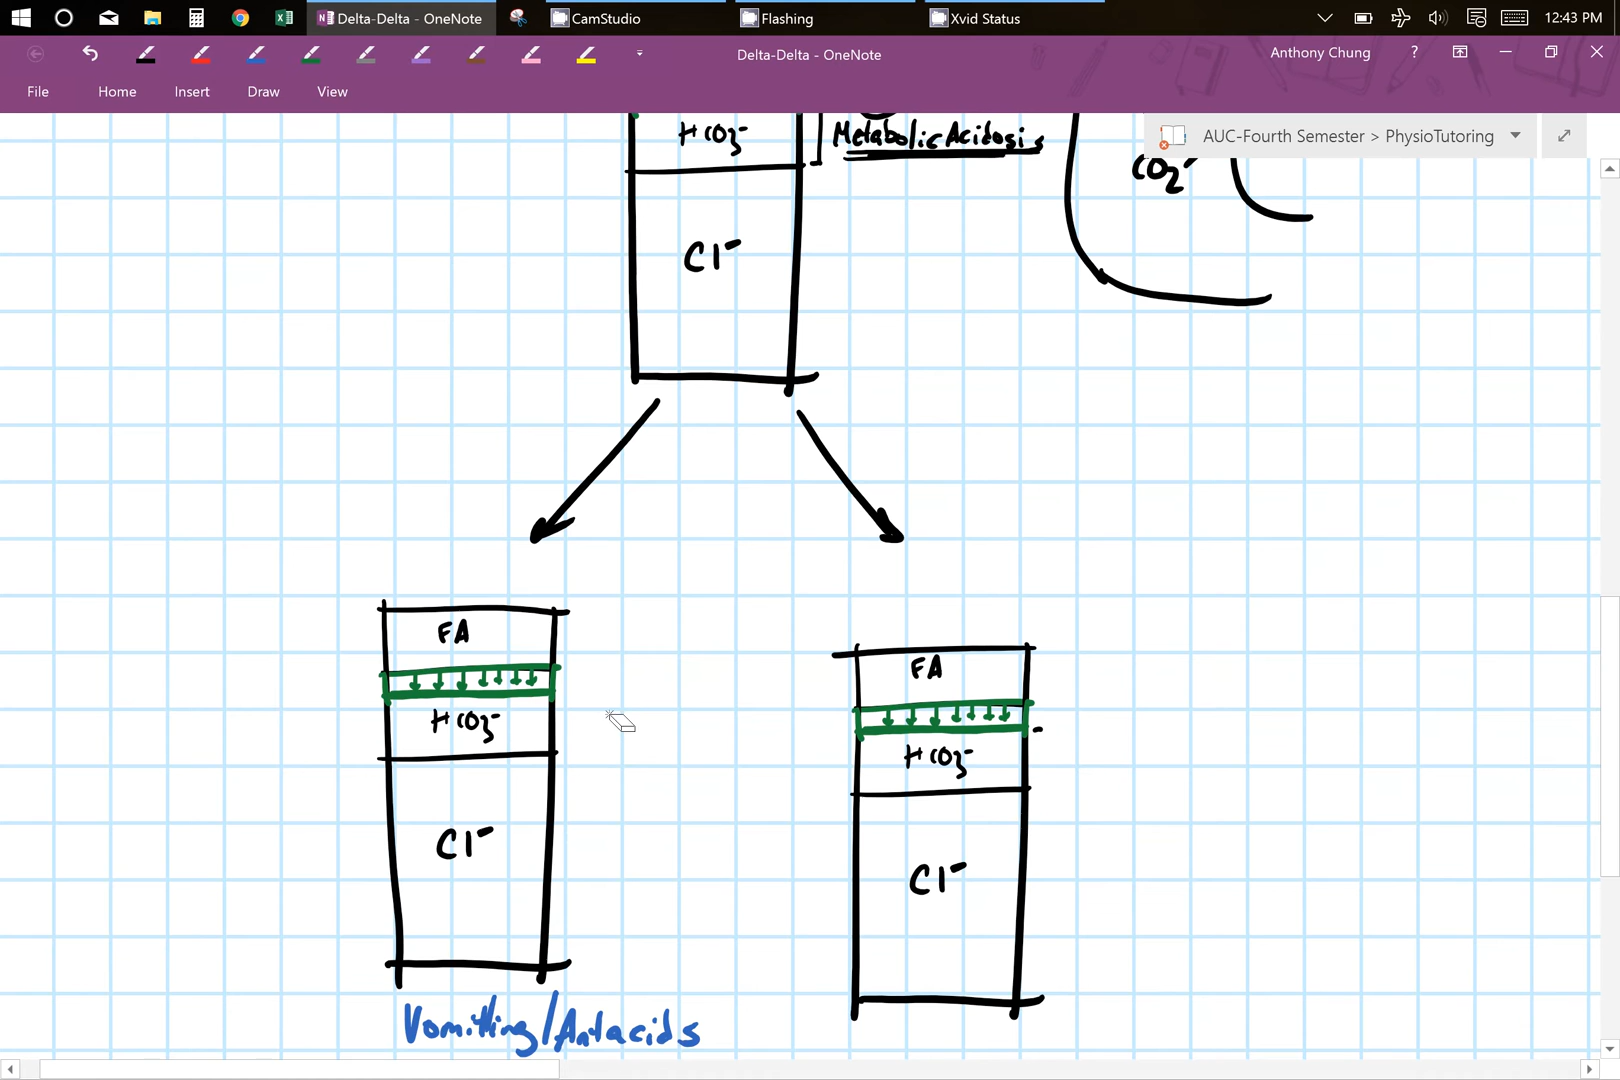 Delta-Delta - OneNote
CamStudio
Flashing
Xvid Status
12:43 PM
Delta-Delta - OneNote
Anthony Chung
?
File
Home
Insert
Draw
View
AUC-Fourth Semester > PhysioTutoring
HCO3-
Metabolic Acidosis
CO2
Cl-
FA
HCO3-
Cl-
FA
HCO3-
Cl-
Vomitting/Antacids